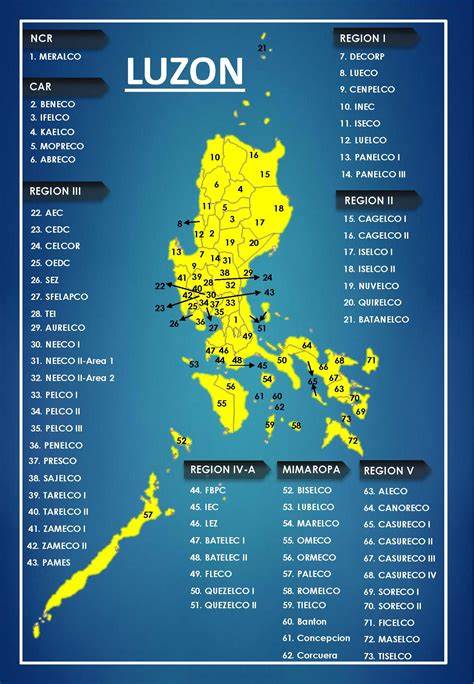 LUZON
NCR
1. MERALCO
CAR
2. BENECO
3. IFELCO
4. KAELCO
5. MOPRECO
6. ABRECO
REGION I
7. DECORP
8. LUECO
9. CENPELCO
10. INEC
11. ISECO
12. LUELCO
13. PANELCO I
14. PANELCO III
REGION II
15. CAGELCO I
16. CAGELCO II
17. ISELCO I
18. ISELCO II
19. NUVELCO
20. QUIRELCO
21. BATANELCO
REGION III
22. AEC
23. CEDC
24. CELCOR
25. OEDC
26. SEZ
27. SFELAPCO
28. TEI
29. AURELCO
30. NEECO I
31. NEECO II-Area 1
32. NEECO II-Area 2
33. PELCO I
34. PELCO II
35. PELCO III
36. PENELCO
37. PRESCO
38. SAJELCO
39. TARELCO I
40. TARELCO II
41. ZAMECO I
42. ZAMECO II
43. PAMES
REGION IV-A
44. FBPC
45. IEC
46. LEZ
47. BATELEC I
48. BATELEC II
49. FLECO
50. QUEZELCO I
51. QUEZELCO II
MIMAROPA
52. BISELCO
53. LUBELCO
54. MARELCO
55. OMECO
56. ORMECO
57. PALECO
58. ROMELCO
59. TIELCO
60. Banton
61. Concepcion
62. Corcuera
REGION V
63. ALECO
64. CANORECO
65. CASURECO I
66. CASURECO II
67. CASURECO III
68. CASURECO IV
69. SORECO I
70. SORECO II
71. FICELCO
72. MASELCO
73. TISELCO
21
10
16
15
6
4
11
5
3
17
18
8
12
2
19
20
7
14
31
9
38
29
24
41
39
28
32
22
40
43
42
30
34
37
33
23
25
35
26
36
27
1
51
49
47
46
53
44
48
45
50
64
54
66
68
71
65
67
63
56
55
61
60
62
69
70
58
59
73
72
52
57